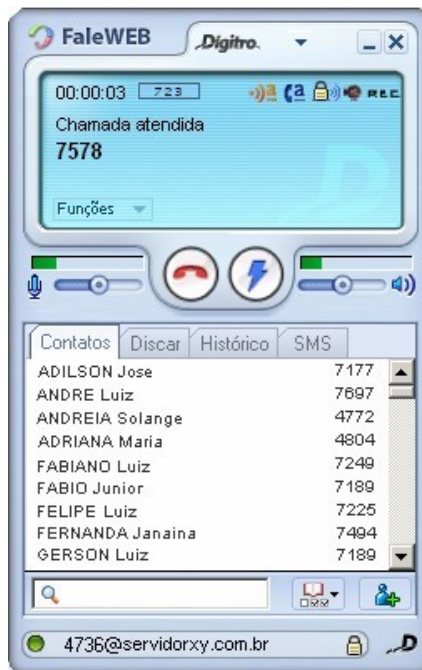 FaleWEB
Dígitro
00:00:03 723 a a REC
Chamada atendida
7578
Funções
Contatos Discar Histórico SMS
ADILSON Jose 7177
ANDRE Luiz 7697
ANDREIA Solange 4772
ADRIANA Maria 4804
FABIANO Luiz 7249
FABIO Junior 7189
FELIPE Luiz 7225
FERNANDA Janaina 7494
GERSON Luiz 7189
4736@servidorxy.com.br